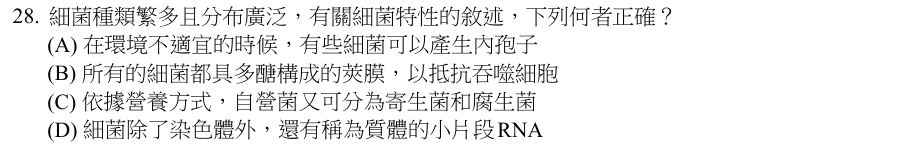 28. 細菌種類繁多且分布廣泛，有關細菌特性的敘述，下列何者正確？
(A) 在環境不適宜的時候，有些細菌可以產生內孢子
(B) 所有的細菌都具多醣構成的莢膜，以抵抗吞噬細胞
(C) 依據營養方式，自營菌又可分為寄生菌和腐生菌
(D) 細菌除了染色體外，還有稱為質體的小片段RNA